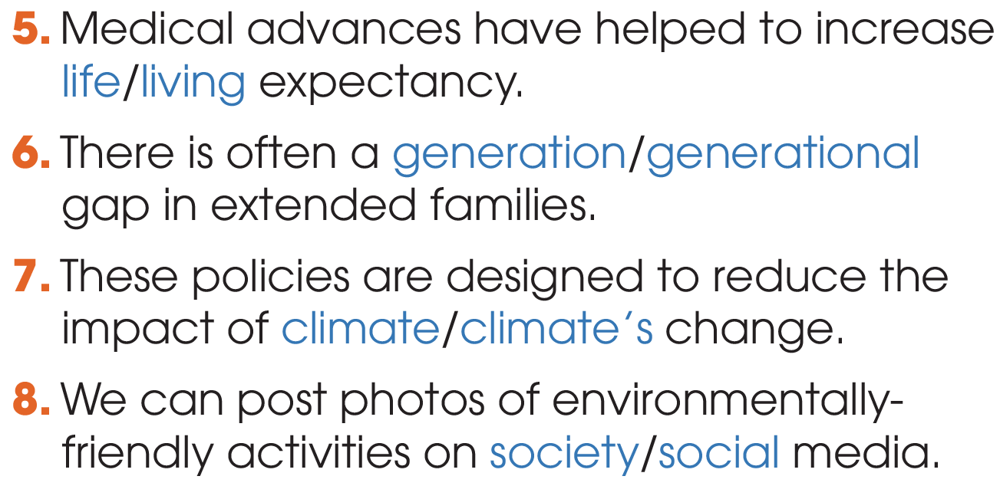 5. Medical advances have helped to increase
life/living expectancy.
6. There is often a generation/generational
gap in extended families.
7. These policies are designed to reduce the
impact of climate/climate’s change.
8. We can post photos of environmentally-
friendly activities on society/social media.